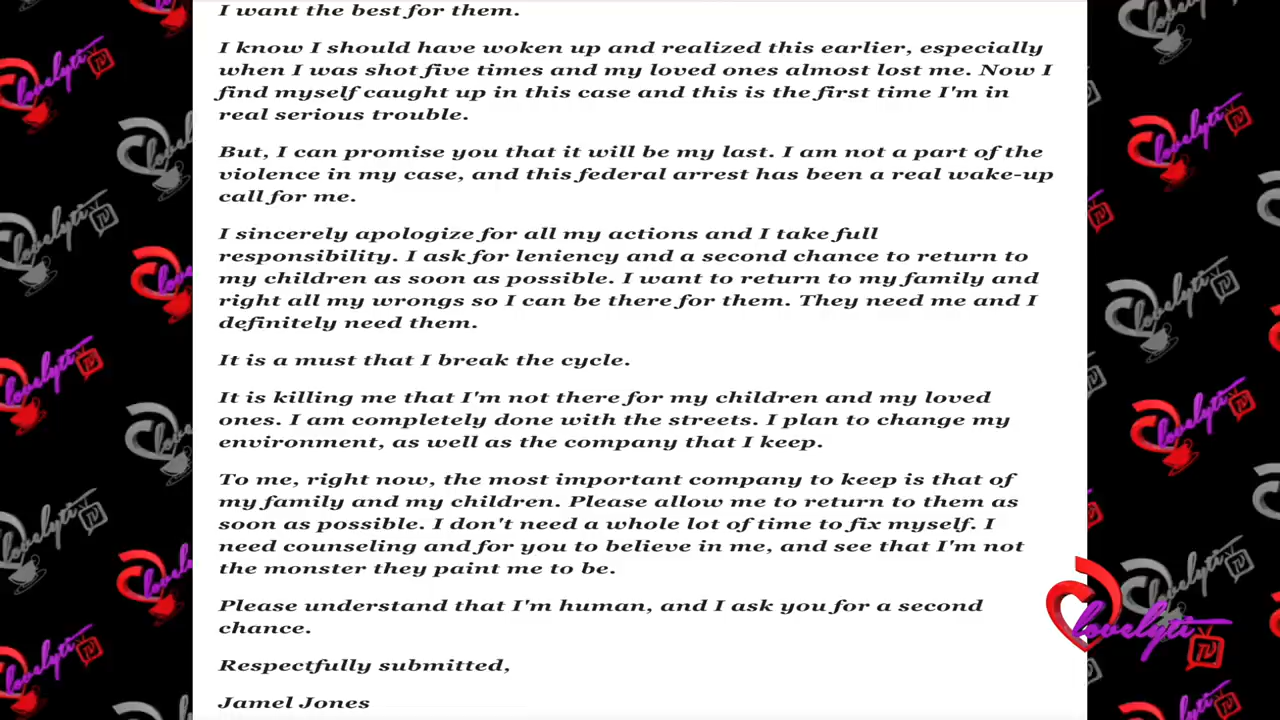 I want the best for them.
I know I should have woken up and realized this earlier, especially
when I was shot five times and my loved ones almost lost me. Now I
find myself caught up in this case and this is the first time I'm in
real serious trouble.
But, I can promise you that it will be my last. I am not a part of the
violence in my case, and this federal arrest has been a real wake-up
call for me.
I sincerely apologize for all my actions and I take full
responsibility. I ask for leniency and a second chance to return to
my children as soon as possible. I want to return to my family and
right all my wrongs so I can be there for them. They need me and I
definitely need them.
It is a must that I break the cycle.
It is killing me that I'm not there for my children and my loved
ones. I am completely done with the streets. I plan to change my
environment, as well as the company that I keep.
To me, right now, the most important company to keep is that of
my family and my children. Please allow me to return to them as
soon as possible. I don't need a whole lot of time to fix myself. I
need counseling and for you to believe in me, and see that I'm not
the monster they paint me to be.
Please understand that I'm human, and I ask you for a second
chance.
Respectfully submitted,
Jamel Jones
lovelyti
TV